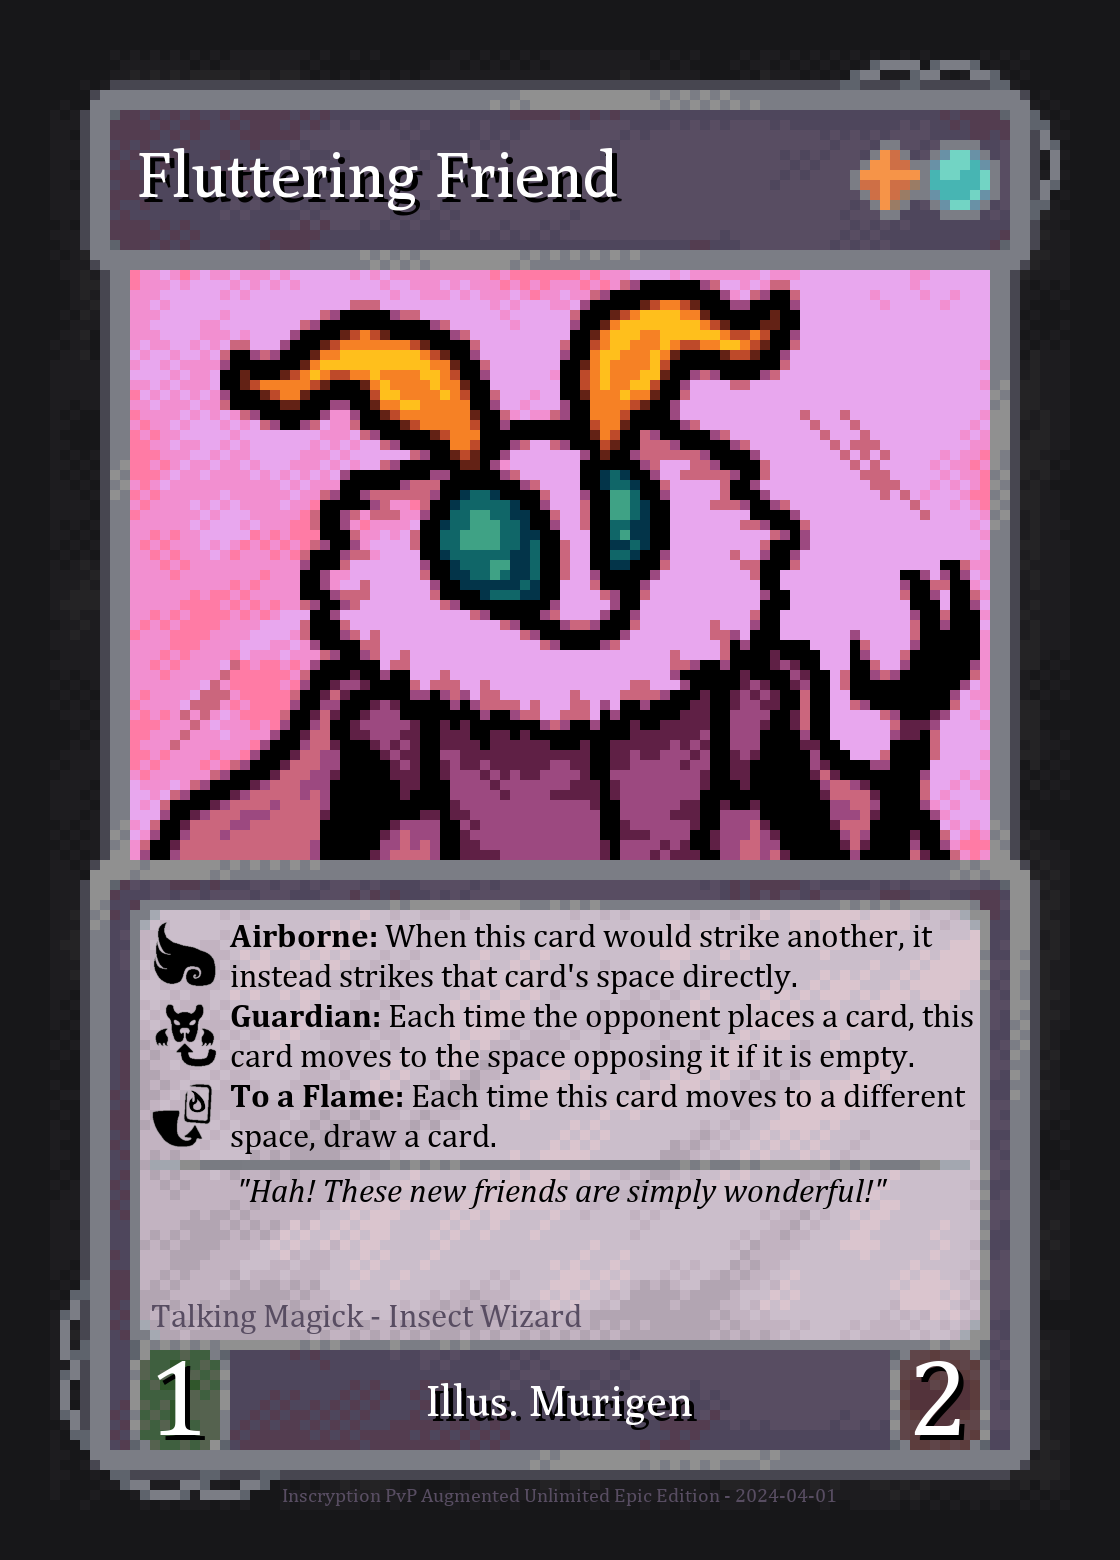 Fluttering Friend
Airborne: When this card would strike another, it
instead strikes that card's space directly.
Guardian: Each time the opponent places a card, this
card moves to the space opposing it if it is empty.
To a Flame: Each time this card moves to a different
space, draw a card.
"Hah! These new friends are simply wonderful!"
Talking Magick - Insect Wizard
1
Illus. Murigen
2
Inscryption PvP Augmented Unlimited Epic Edition - 2024-04-01